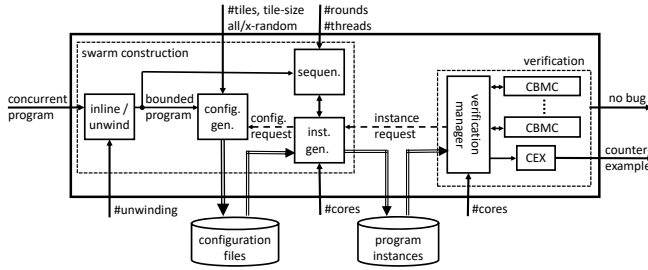 #tiles, tile-size
all/x-random
#rounds
#threads
swarm construction
verification
concurrent
program
inline /
unwind
bounded
program
config.
gen.
sequen.
config.
request
inst.
gen.
instance
request
verification
manager
CBMC
CBMC
CEX
no bug
counter
example
#unwinding
#cores
#cores
configuration
files
program
instances